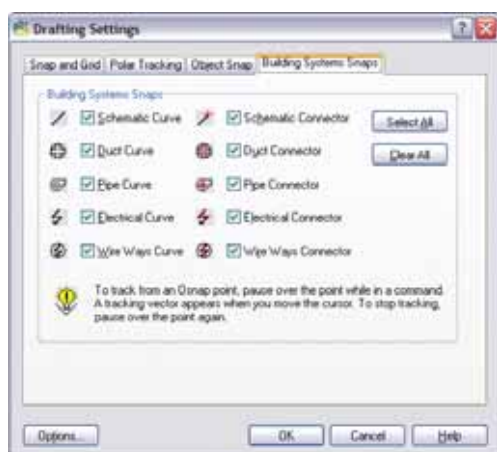 Drafting Settings
Snap and Grid Polar Tracking Object Snap Building Systems Snaps
Building Systems Snaps
Schematic Curve Schematic Connector Select All
Duct Curve Duct Connector Clear All
Pipe Curve Pipe Connector
Electrical Curve Electrical Connector
Wire Ways Curve Wire Ways Connector
To track from an Osnap point, pause over the point while in a command.
A tracking vector appears when you move the cursor. To stop tracking,
pause over the point again.
Options... OK Cancel Help